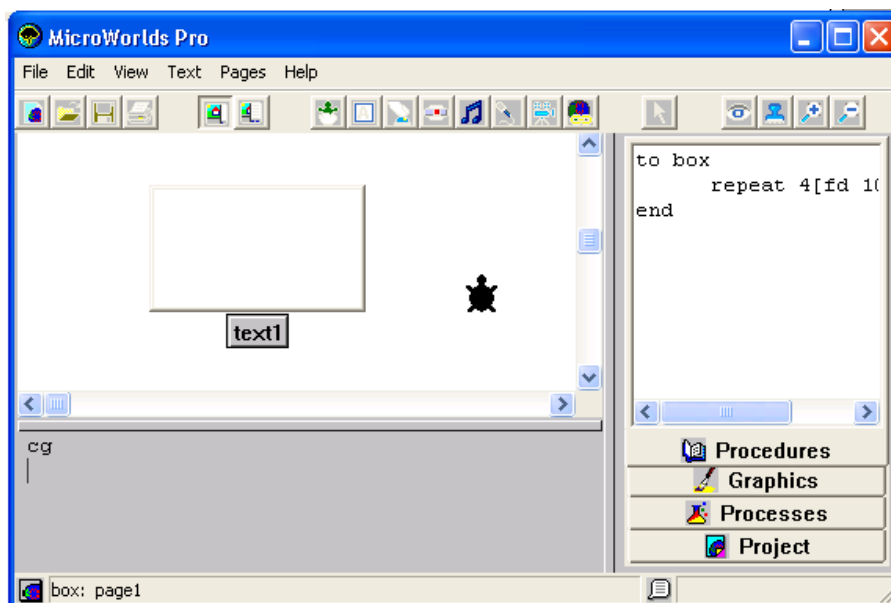 MicroWorlds Pro
File Edit View Text Pages Help
to box
repeat 4[fd 10
end
text1
cg
Procedures
Graphics
Processes
Project
box: page1